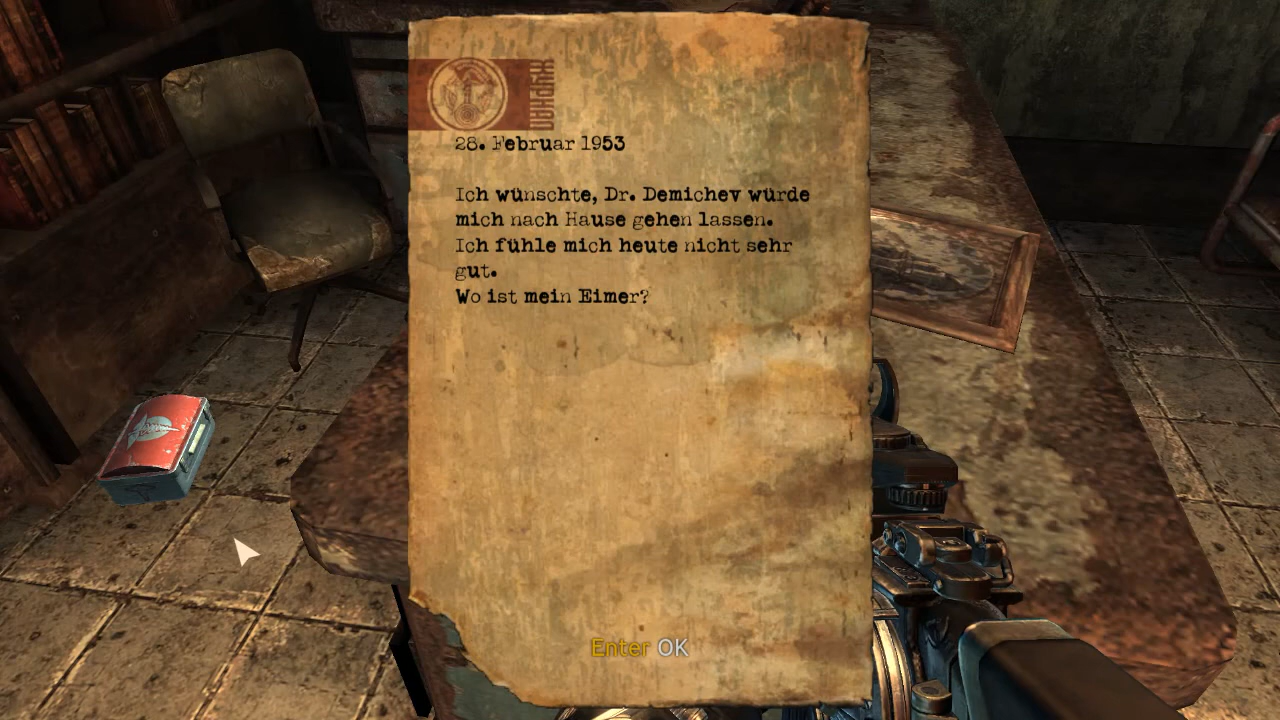 28. Februar 1953
Ich wünschte, Dr. Demichev würde
mich nach Hause gehen lassen.
Ich fühle mich heute nicht sehr
gut.
Wo ist mein Eimer?
Enter OK